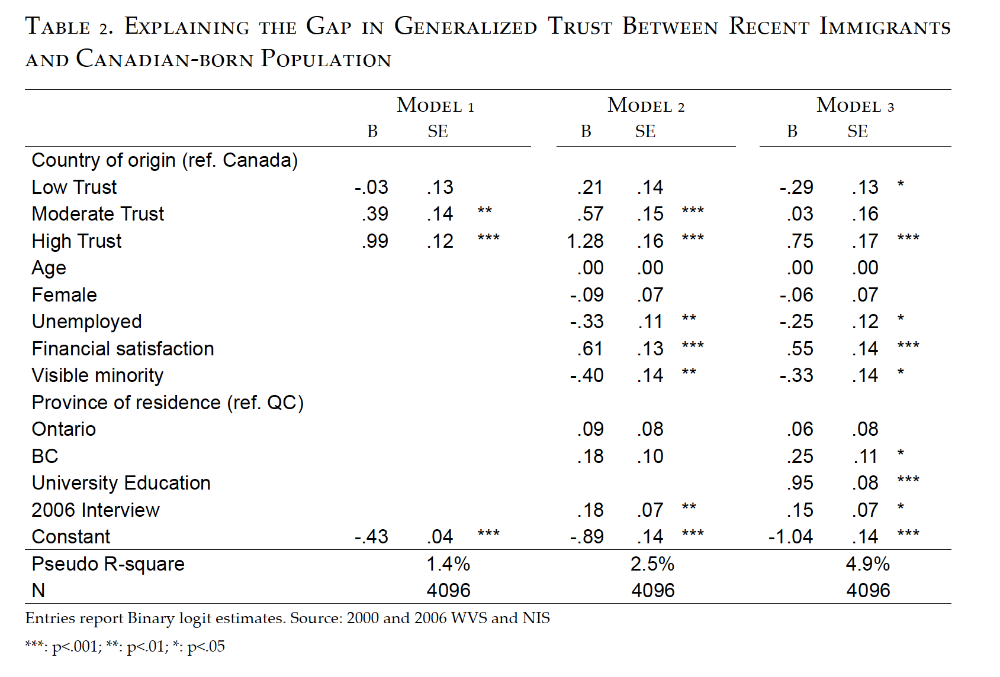 Table 2. Explaining the Gap in Generalized Trust Between Recent Immigrants
and Canadian-born Population
Model 1 Model 2 Model 3
B SE B SE B SE
Country of origin (ref. Canada)
Low Trust -.03 .13 .21 .14 -.29 .13 *
Moderate Trust .39 .14 ** .57 .15 *** .03 .16
High Trust .99 .12 *** 1.28 .16 *** .75 .17 ***
Age .00 .00 .00 .00
Female -.09 .07 -.06 .07
Unemployed -.33 .11 ** -.25 .12 *
Financial satisfaction .61 .13 *** .55 .14 ***
Visible minority -.40 .14 ** -.33 .14 *
Province of residence (ref. QC)
Ontario .09 .08 .06 .08
BC .18 .10 .25 .11 *
University Education .95 .08 ***
2006 Interview .18 .07 ** .15 .07 *
Constant -.43 .04 *** -.89 .14 *** -1.04 .14 ***
Pseudo R-square 1.4% 2.5% 4.9%
N 4096 4096 4096
Entries report Binary logit estimates. Source: 2000 and 2006 WVS and NIS
***: p<.001; **: p<.01; *: p<.05